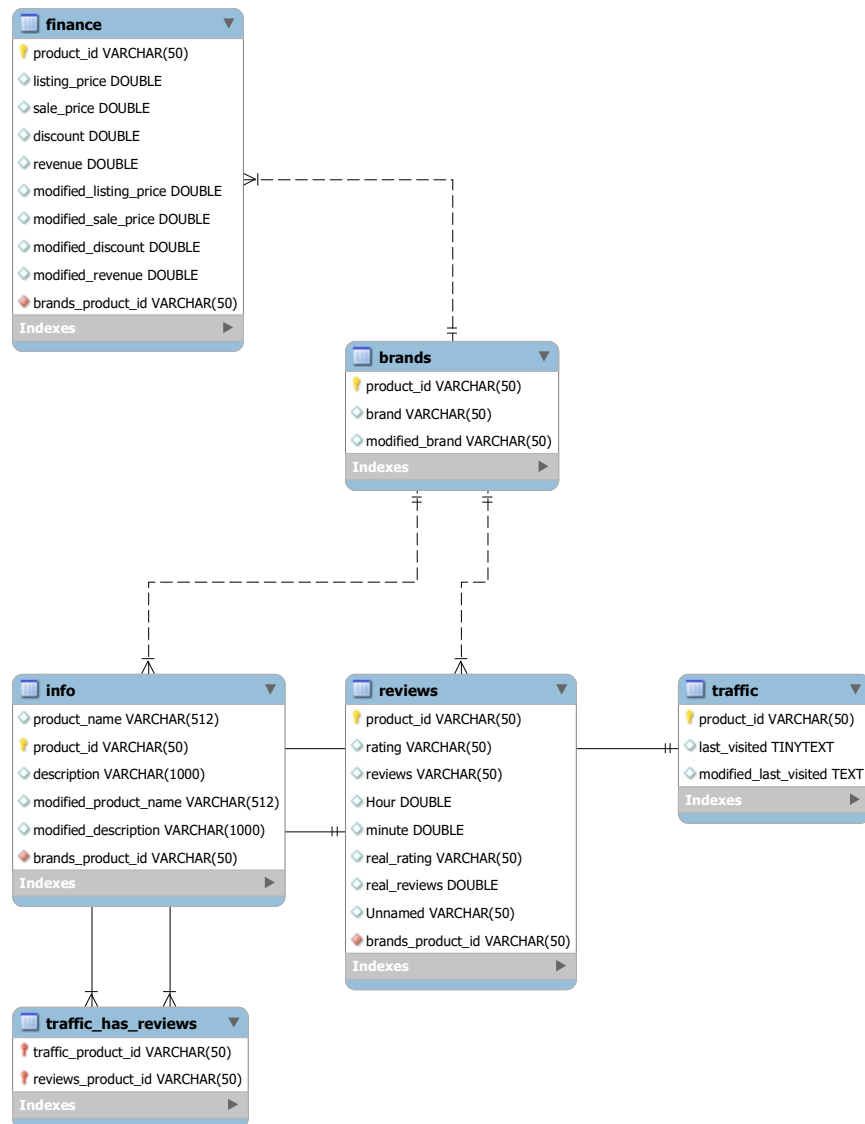 finance
product_id VARCHAR(50)
listing_price DOUBLE
sale_price DOUBLE
discount DOUBLE
revenue DOUBLE
modified_listing_price DOUBLE
modified_sale_price DOUBLE
modified_discount DOUBLE
modified_revenue DOUBLE
brands_product_id VARCHAR(50)
Indexes
brands
product_id VARCHAR(50)
brand VARCHAR(50)
modified_brand VARCHAR(50)
Indexes
info
product_name VARCHAR(512)
product_id VARCHAR(50)
description VARCHAR(1000)
modified_product_name VARCHAR(512)
modified_description VARCHAR(1000)
brands_product_id VARCHAR(50)
Indexes
reviews
product_id VARCHAR(50)
rating VARCHAR(50)
reviews VARCHAR(50)
Hour DOUBLE
minute DOUBLE
real_rating VARCHAR(50)
real_reviews DOUBLE
Unnamed VARCHAR(50)
brands_product_id VARCHAR(50)
Indexes
traffic
product_id VARCHAR(50)
last_visited TINYTEXT
modified_last_visited TEXT
Indexes
traffic_has_reviews
traffic_product_id VARCHAR(50)
reviews_product_id VARCHAR(50)
Indexes